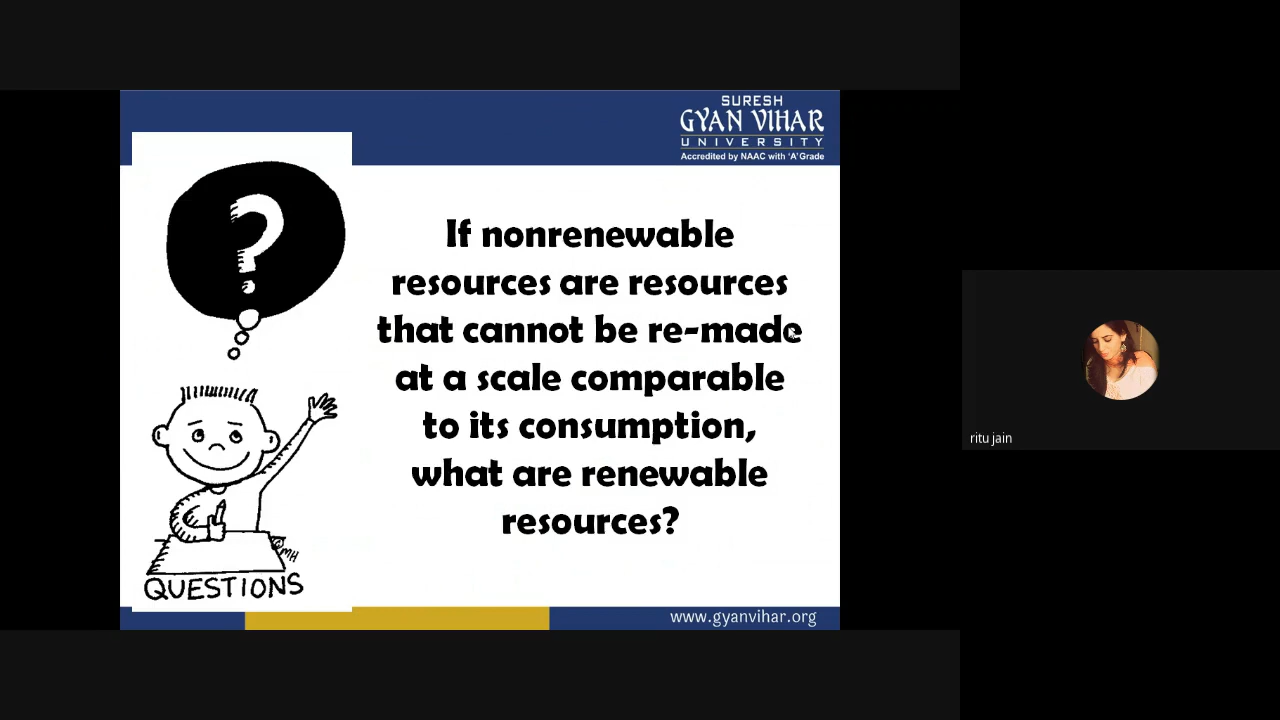 SURESH
GYAN VIHAR
UNIVERSITY
Accredited by NAAC with 'A' Grade
?
If nonrenewable
resources are resources
that cannot be re-made
at a scale comparable
to its consumption,
what are renewable
resources?
©MH
QUESTIONS
www.gyanvihar.org
ritu jain